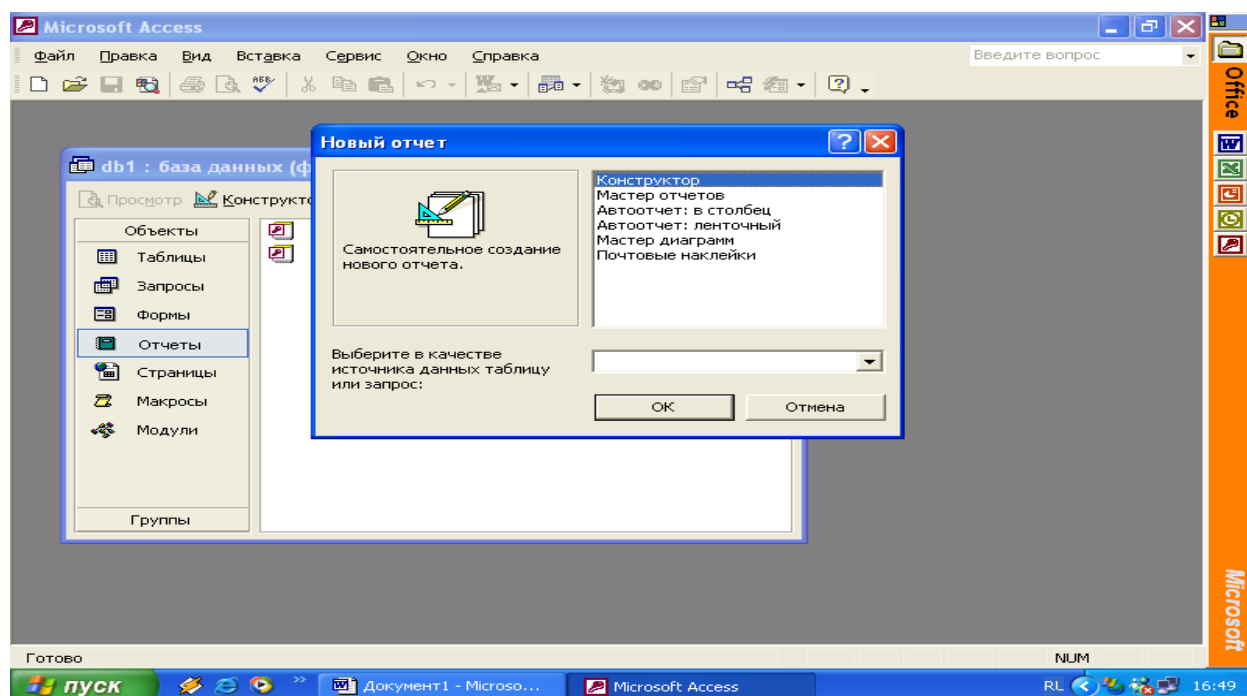 Microsoft Access
Файл Правка Вид Вставка Сервис Окно Справка
Введите вопрос
Office
Новый отчет
db1 : база данных (ф
Просмотр Конструкто
Объекты
Таблицы
Запросы
Формы
Отчеты
Страницы
Макросы
Модули
Группы
Самостоятельное создание
нового отчета.
Конструктор
Мастер отчетов
Автоотчет: в столбец
Автоотчет: ленточный
Мастер диаграмм
Почтовые наклейки
Выберите в качестве
источника данных таблицу
или запрос:
ОК Отмена
Microsoft
Готово
NUM
пуск
Документ1 - Microso...
Microsoft Access
RL
16:49